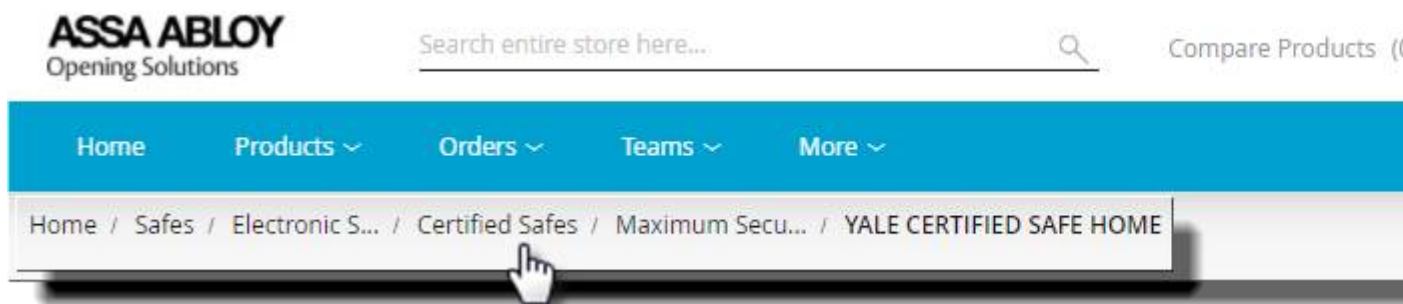 ASSA ABLOY
Opening Solutions
Search entire store here...
Compare Products (0
Home Products Orders Teams More
Home / Safes / Electronic S... / Certified Safes / Maximum Secu... / YALE CERTIFIED SAFE HOME